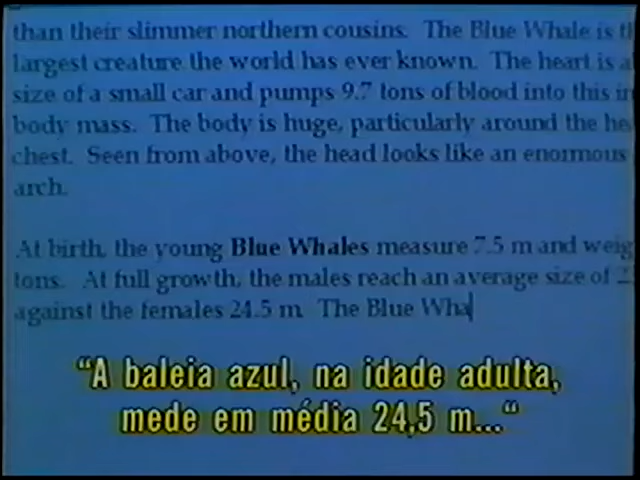 than their slimmer northern cousins. The Blue Whale is
largest creature the world has ever known. The heart is
size of a small car and pumps 9.7 tons of blood into this
body mass. The body is huge, particularly around the
chest. Seen from above, the head looks like an enormous
arch.
At birth, the young Blue Whales measure 7.5 m and
tons. At full growth, the males reach an average size of
against the females 24.5 m. The Blue Wha
"A baleia azul, na idade adulta,
mede em média 24,5 m..."